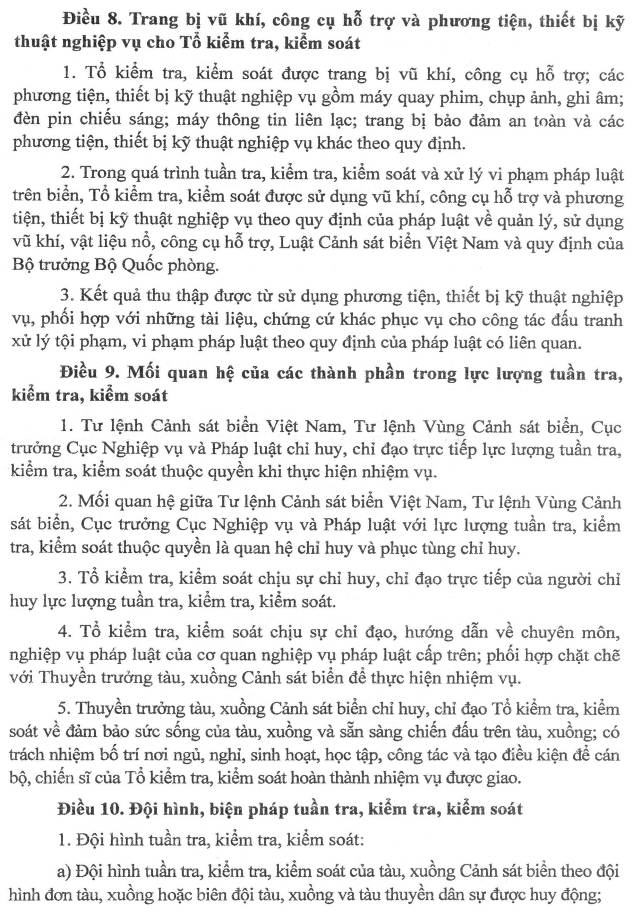 Điều 8. Trang bị vũ khí, công cụ hỗ trợ và phương tiện, thiết bị kỹ
thuật nghiệp vụ cho Tổ kiểm tra, kiểm soát
1. Tổ kiểm tra, kiểm soát được trang bị vũ khí, công cụ hỗ trợ; các
phương tiện, thiết bị kỹ thuật nghiệp vụ gồm máy quay phim, chụp ảnh, ghi âm;
đèn pin chiếu sáng; máy thông tin liên lạc; trang bị bảo đảm an toàn và các
phương tiện, thiết bị kỹ thuật nghiệp vụ khác theo quy định.
2. Trong quá trình tuần tra, kiểm tra, kiểm soát và xử lý vi phạm pháp luật
trên biển, Tổ kiểm tra, kiểm soát được sử dụng vũ khí, công cụ hỗ trợ và phương
tiện, thiết bị kỹ thuật nghiệp vụ theo quy định của pháp luật về quản lý, sử dụng
vũ khí, vật liệu nổ, công cụ hỗ trợ, Luật Cảnh sát biển Việt Nam và quy định của
Bộ trưởng Bộ Quốc phòng.
3. Kết quả thu thập được từ sử dụng phương tiện, thiết bị kỹ thuật nghiệp
vụ, phối hợp với những tài liệu, chứng cứ khác phục vụ cho công tác đấu tranh
xử lý tội phạm, vi phạm pháp luật theo quy định của pháp luật có liên quan.
Điều 9. Mối quan hệ của các thành phần trong lực lượng tuần tra,
kiểm tra, kiểm soát
1. Tư lệnh Cảnh sát biển Việt Nam, Tư lệnh Vùng Cảnh sát biển, Cục
trưởng Cục Nghiệp vụ và Pháp luật chỉ huy, chỉ đạo trực tiếp lực lượng tuần tra,
kiểm tra, kiểm soát thuộc quyền khi thực hiện nhiệm vụ.
2. Mối quan hệ giữa Tư lệnh Cảnh sát biển Việt Nam, Tư lệnh Vùng Cảnh
sát biển, Cục trưởng Cục Nghiệp vụ và Pháp luật với lực lượng tuần tra, kiểm
tra, kiểm soát thuộc quyền là quan hệ chỉ huy và phục tùng chỉ huy.
3. Tổ kiểm tra, kiểm soát chịu sự chỉ huy, chỉ đạo trực tiếp của người chỉ
huy lực lượng tuần tra, kiểm tra, kiểm soát.
4. Tổ kiểm tra, kiểm soát chịu sự chỉ đạo, hướng dẫn về chuyên môn,
nghiệp vụ pháp luật của cơ quan nghiệp vụ pháp luật cấp trên; phối hợp chặt chẽ
với Thuyền trưởng tàu, xuồng Cảnh sát biển để thực hiện nhiệm vụ.
5. Thuyền trưởng tàu, xuồng Cảnh sát biển chỉ huy, chỉ đạo Tổ kiểm tra, kiểm
soát về đảm bảo sức sống của tàu, xuồng và sẵn sàng chiến đấu trên tàu, xuồng; có
trách nhiệm bố trí nơi ngủ, nghỉ, sinh hoạt, học tập, công tác và tạo điều kiện để cán
bộ, chiến sĩ của Tổ kiểm tra, kiểm soát hoàn thành nhiệm vụ được giao.
Điều 10. Đội hình, biện pháp tuần tra, kiểm tra, kiểm soát
1. Đội hình tuần tra, kiểm tra, kiểm soát:
a) Đội hình tuần tra, kiểm tra, kiểm soát của tàu, xuồng Cảnh sát biển theo đội
hình đơn tàu, xuồng hoặc biên đội tàu, xuồng và tàu thuyền dân sự được huy động;